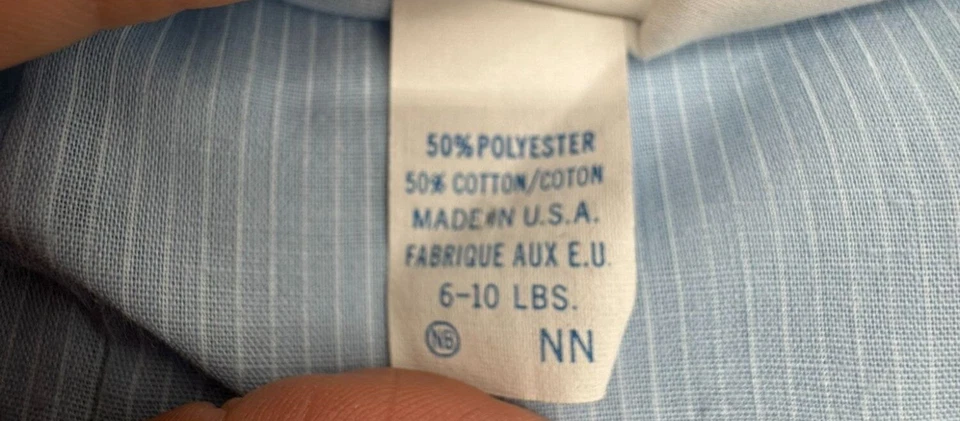 50% POLYESTER
50% COTTON/COTON
MADE IN U.S.A.
FABRIQUE AUX E.U.
6-10 LBS.
NN